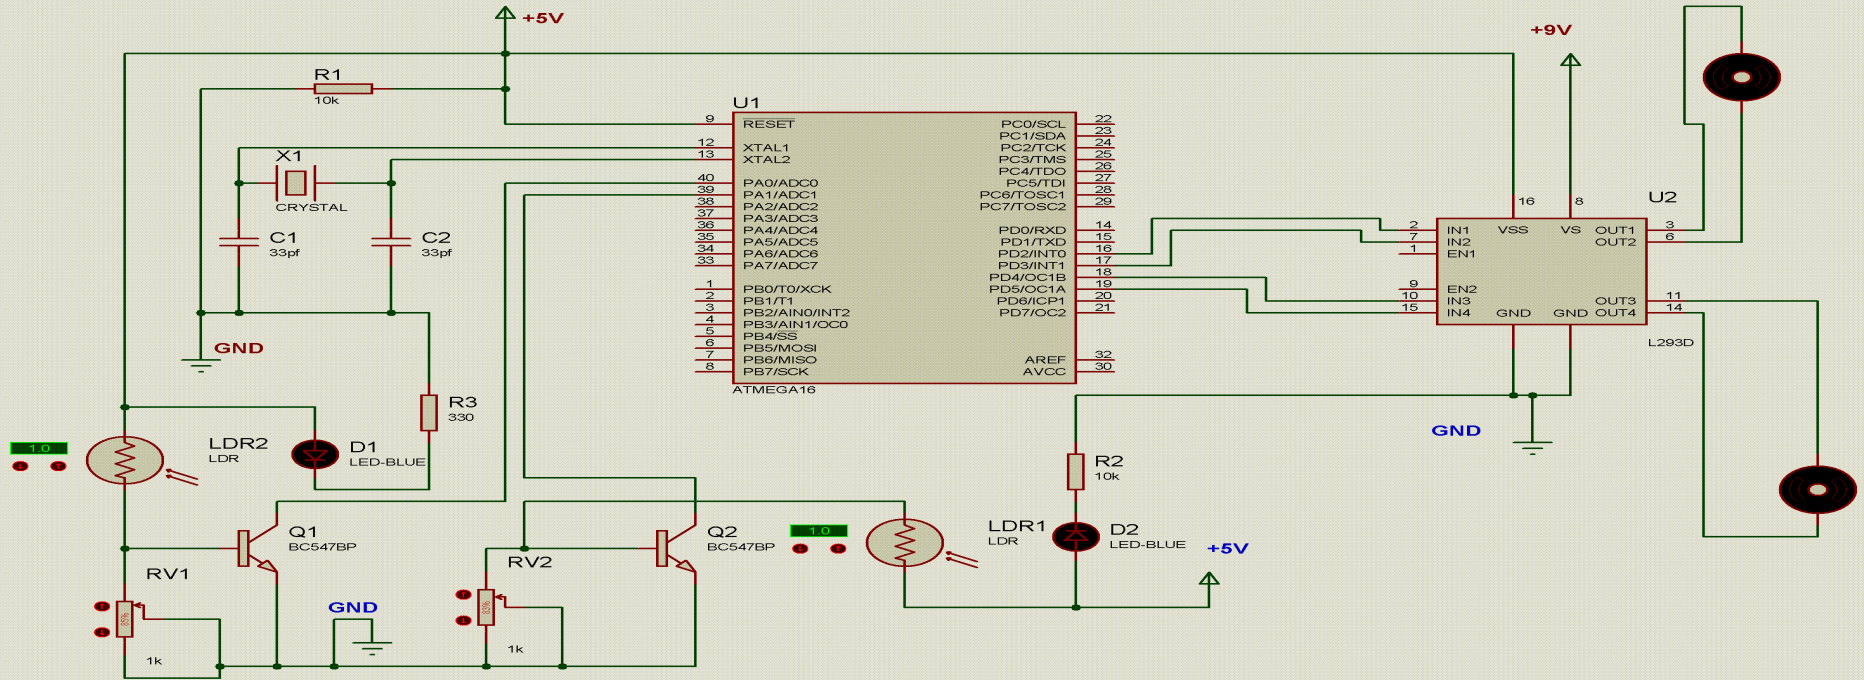 +5V
+9V
R1
10k
U1
9 RESET
12 XTAL1
13 XTAL2
40 PA0/ADC0
39 PA1/ADC1
38 PA2/ADC2
37 PA3/ADC3
36 PA4/ADC4
35 PA5/ADC5
34 PA6/ADC6
33 PA7/ADC7
1 PB0/T0/XCK
2 PB1/T1
3 PB2/AIN0/INT2
4 PB3/AIN1/OC0
5 PB4/SS
6 PB5/MOSI
7 PB6/MISO
8 PB7/SCK
PC0/SCL 22
PC1/SDA 23
PC2/TCK 24
PC3/TMS 25
PC4/TDO 26
PC5/TDI 27
PC6/TOSC1 28
PC7/TOSC2 29
PD0/RXD 14
PD1/TXD 15
PD2/INT0 16
PD3/INT1 17
PD4/OC1B 18
PD5/OC1A 19
PD6/ICP1 20
PD7/OC2 21
AREF 32
AVCC 30
ATMEGA16
X1
CRYSTAL
C1
33pf
C2
33pf
GND
U2
16 8
VSS VS
2 IN1
7 IN2
1 EN1
9 EN2
10 IN3
15 IN4
OUT1 3
OUT2 6
OUT3 11
OUT4 14
GND GND
L293D
GND
R3
330
LDR2
LDR
1.0
D1
LED-BLUE
Q1
BC547BP
RV1
1k
GND
RV2
1k
Q2
BC547BP
1.0
LDR1
LDR
R2
10k
D2
LED-BLUE
+5V